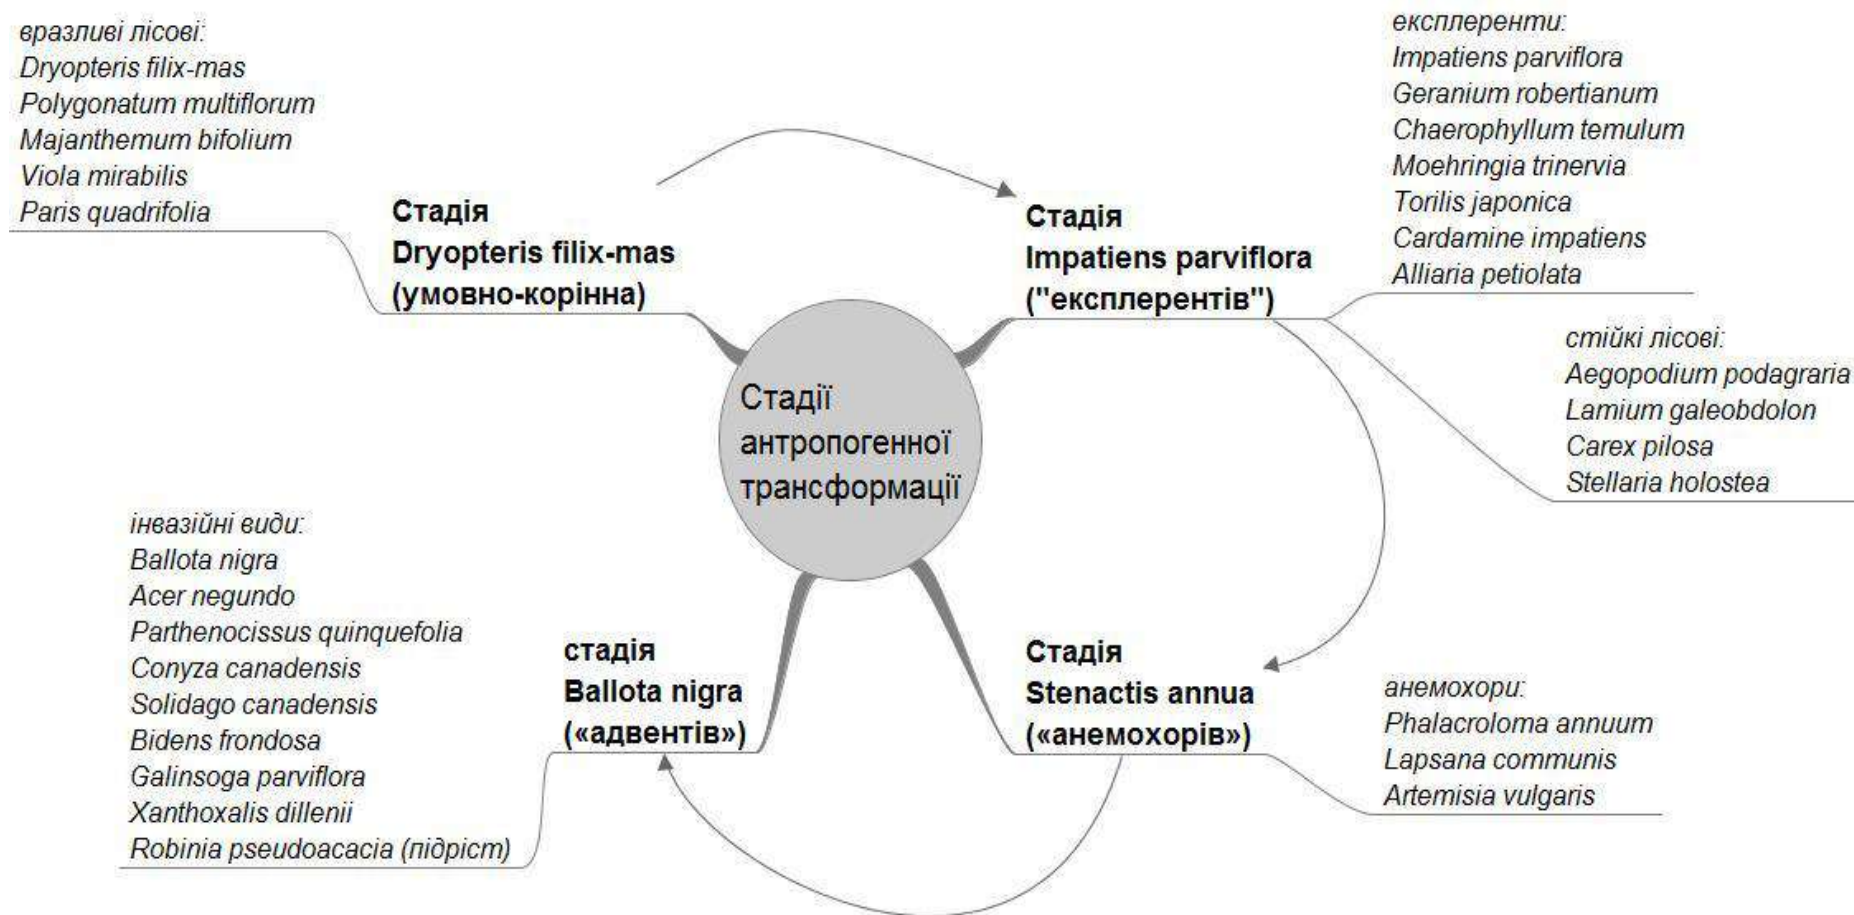 вразливі лісові:
Dryopteris filix-mas
Polygonatum multiflorum
Majanthemum bifolium
Viola mirabilis
Paris quadrifolia
Стадія
Dryopteris filix-mas
(умовно-корінна)
Стадія
Impatiens parviflora
("експлерентів")
експлеренти:
Impatiens parviflora
Geranium robertianum
Chaerophyllum temulum
Moehringia trinervia
Torilis japonica
Cardamine impatiens
Alliaria petiolata
стійкі лісові:
Aegopodium podagraria
Lamium galeobdolon
Carex pilosa
Stellaria holostea
Стадії
антропогенної
трансформації
інвазійні види:
Ballota nigra
Acer negundo
Parthenocissus quinquefolia
Conyza canadensis
Solidago canadensis
Bidens frondosa
Galinsoga parviflora
Xanthoxalis dillenii
Robinia pseudoacacia (підріст)
стадія
Ballota nigra
(«адвентів»)
Стадія
Stenactis annua
(«анемохорів»)
анемохори:
Phalacroloma annuum
Lapsana communis
Artemisia vulgaris